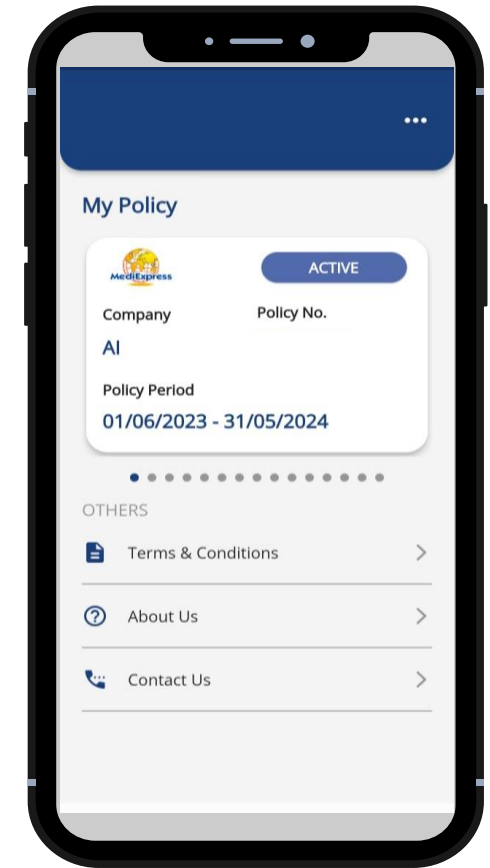 My Policy
MediExpress
ACTIVE
Company
Policy No.
AI
Policy Period
01/06/2023 - 31/05/2024
OTHERS
Terms & Conditions
About Us
Contact Us